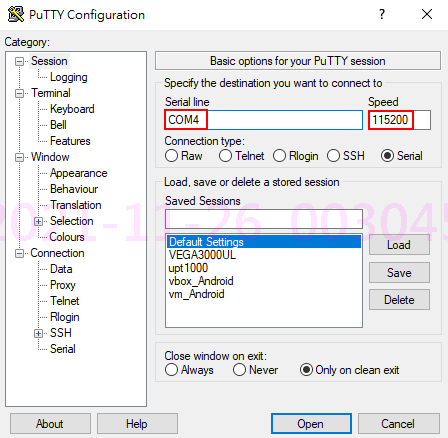 PuTTY Configuration
Category:
Session
Logging
Terminal
Keyboard
Bell
Features
Window
Appearance
Behaviour
Translation
Selection
Colours
Connection
Data
Proxy
Telnet
Rlogin
SSH
Serial
Basic options for your PuTTY session
Specify the destination you want to connect to
Serial line Speed
COM4 115200
Connection type:
Raw Telnet Rlogin SSH Serial
Load, save or delete a stored session
Saved Sessions
Default Settings
VEGA3000UL
upt1000
vbox_Android
vm_Android
Load
Save
Delete
Close window on exit:
Always Never Only on clean exit
About Help Open Cancel